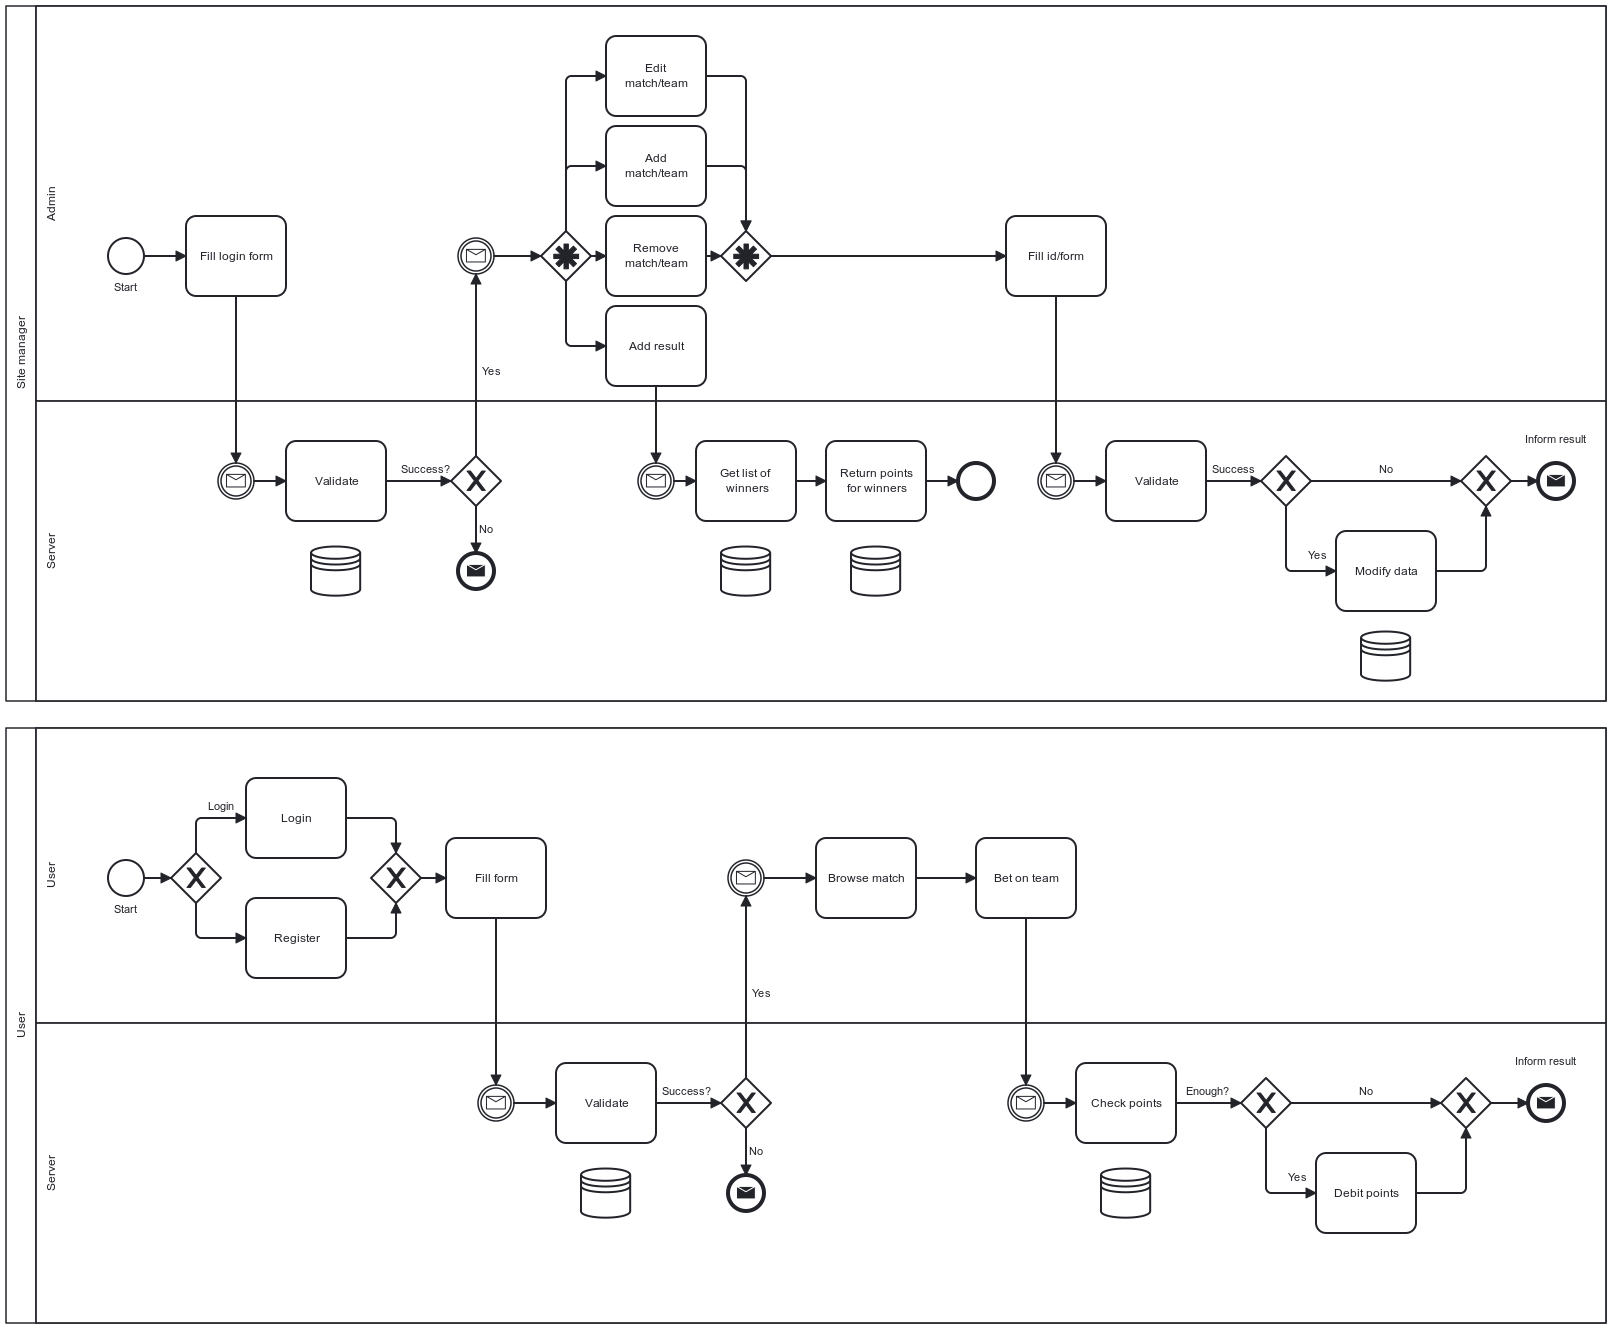 Site manager
Admin
Start
Fill login form
Edit
match/team
Add
match/team
Remove
match/team
Add result
Fill id/form
Yes
Server
Validate
Success?
No
Get list of
winners
Return points
for winners
Validate
Success
No
Yes
Modify data
Inform result
User
User
Start
Login
Login
Register
Fill form
Browse match
Bet on team
Yes
Server
Validate
Success?
No
Check points
Enough?
No
Yes
Debit points
Inform result